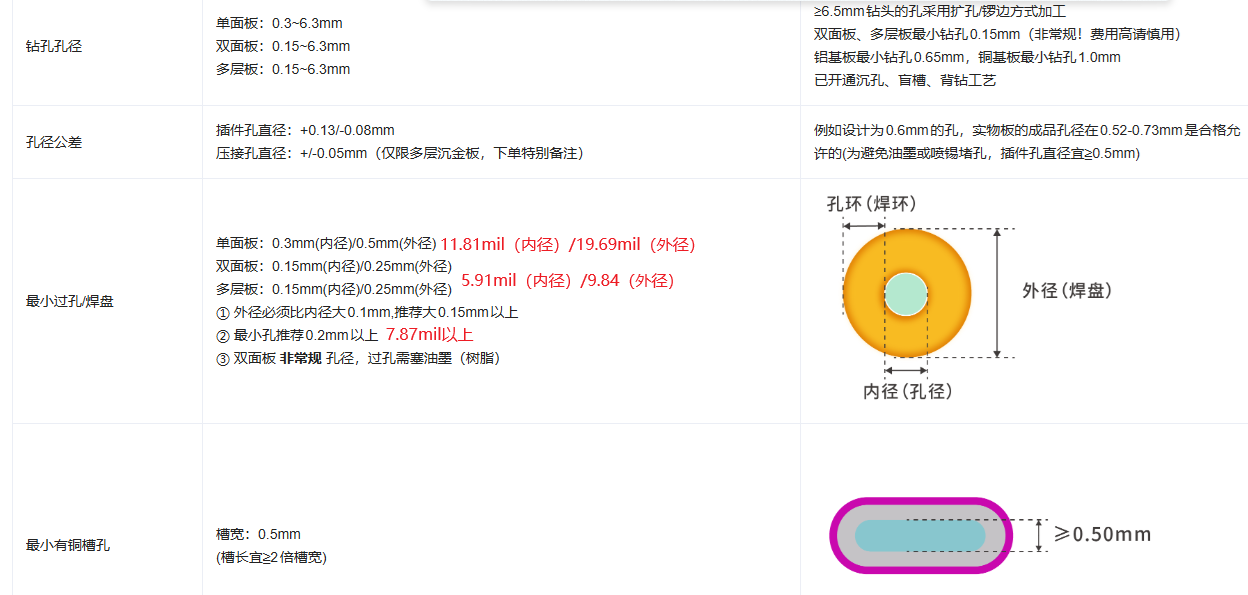 钻孔孔径
单面板：0.3~6.3mm
双面板：0.15~6.3mm
多层板：0.15~6.3mm
≥6.5mm钻头的孔采用扩孔/锣边方式加工
双面板、多层板最小钻孔0.15mm（非常规！费用高请慎用）
铝基板最小钻孔0.65mm，铜基板最小钻孔1.0mm
已开通沉孔、盲槽、背钻工艺
孔径公差
插件孔直径：+0.13/-0.08mm
压接孔直径：+/-0.05mm（仅限多层沉金板，下单特别备注）
例如设计为0.6mm的孔，实物板的成品孔径在0.52-0.73mm是合格允
许的(为避免油墨或喷锡堵孔，插件孔直径宜≥0.5mm)
最小过孔/焊盘
单面板：0.3mm(内径)/0.5mm(外径) 11.81mil（内径）/19.69mil（外径）
双面板：0.15mm(内径)/0.25mm(外径)
5.91mil（内径）/9.84（外径）
多层板：0.15mm(内径)/0.25mm(外径)
① 外径必须比内径大0.1mm,推荐大0.15mm以上
② 最小孔推荐0.2mm以上 7.87mil以上
③ 双面板 非常规 孔径，过孔需塞油墨（树脂）
孔环（焊环）
外径（焊盘）
内径（孔径）
最小有铜槽孔
槽宽：0.5mm
(槽长宜≧2倍槽宽)
≥0.50mm